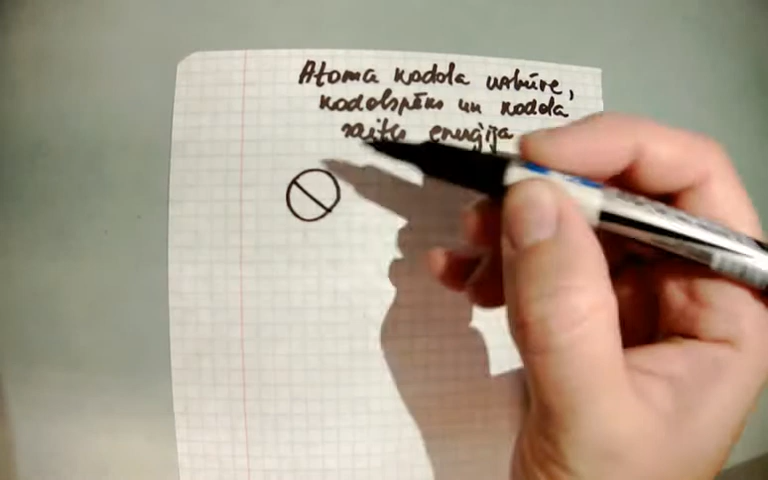 Atoma kodola uzbūve,
kodolspēks un kodola
saites enerģija